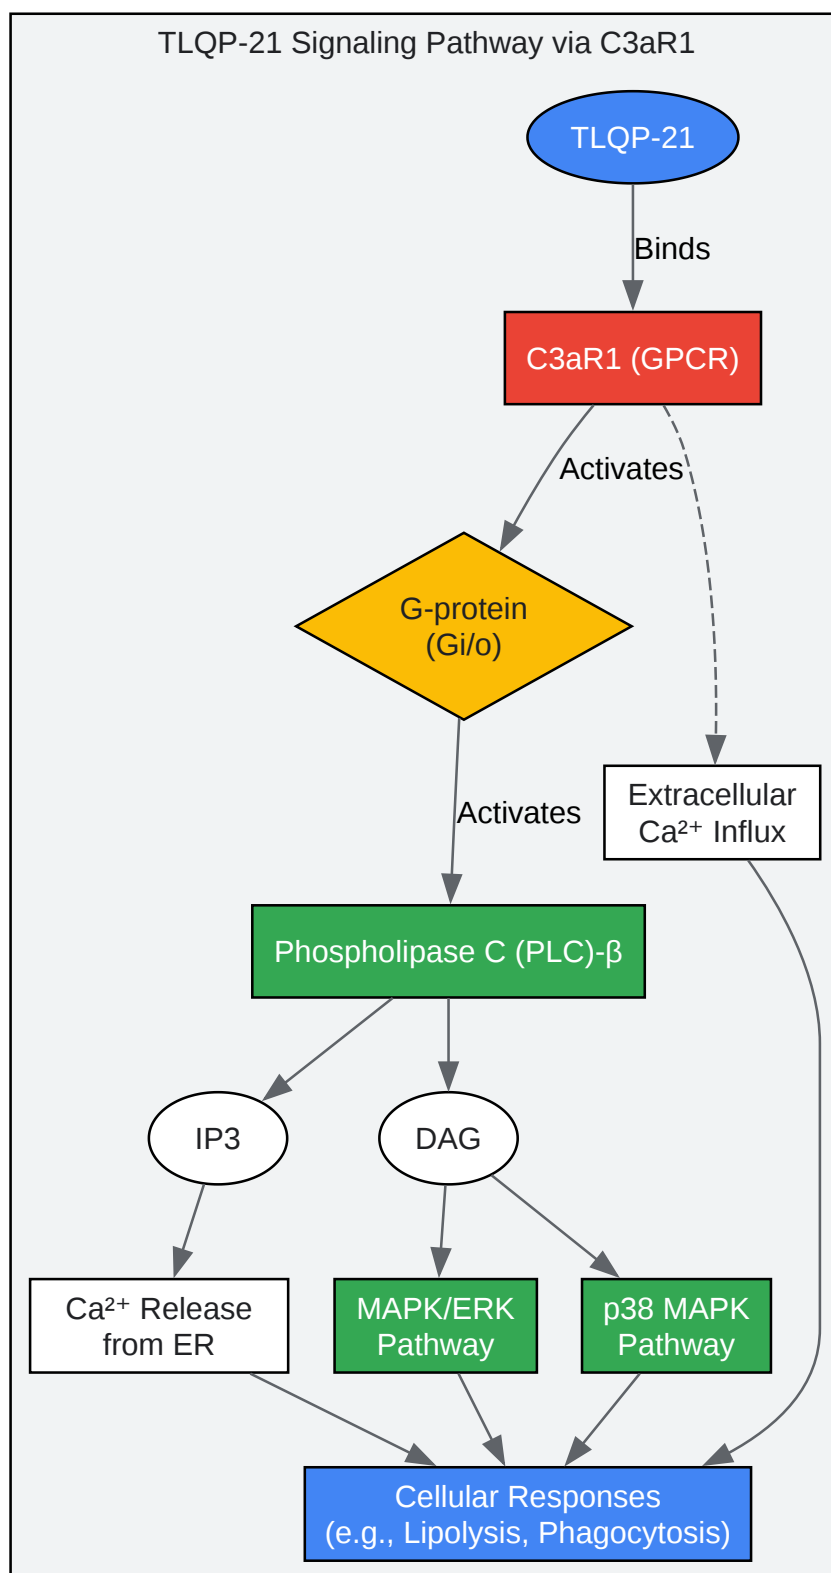 TLQP-21 Signaling Pathway via C3aR1
TLQP-21
Binds
C3aR1 (GPCR)
Activates
G-protein
(Gi/o)
Extracellular
Ca²⁺ Influx
Activates
Phospholipase C (PLC)-β
IP3
DAG
Ca²⁺ Release
from ER
MAPK/ERK
Pathway
p38 MAPK
Pathway
Cellular Responses
(e.g., Lipolysis, Phagocytosis)